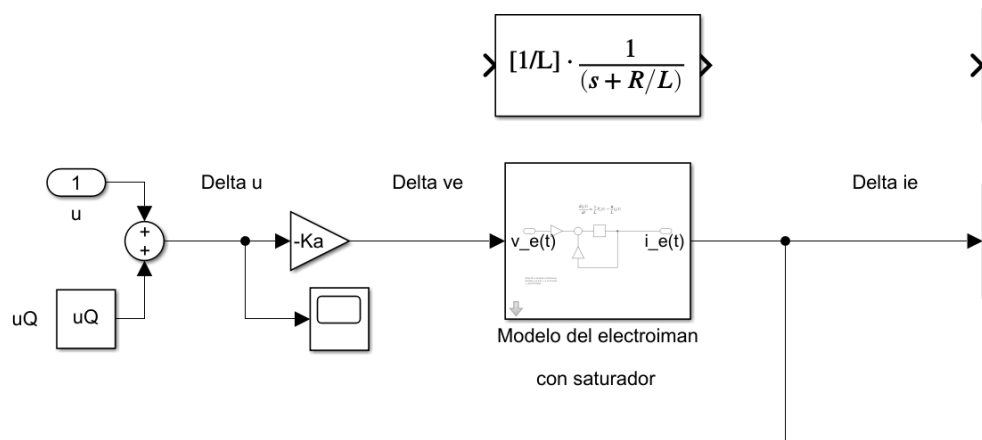 [1/L] · 1 / (s + R/L)
1
u
Delta u
Delta ve
Delta ie
+
+
-Ka
v_e(t)
i_e(t)
uQ
uQ
Modelo del electroiman
con saturador